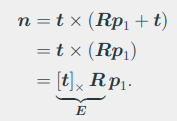 n = t × (Rp₁ + t)
= t × (Rp₁)
= [t]× R p₁.
E